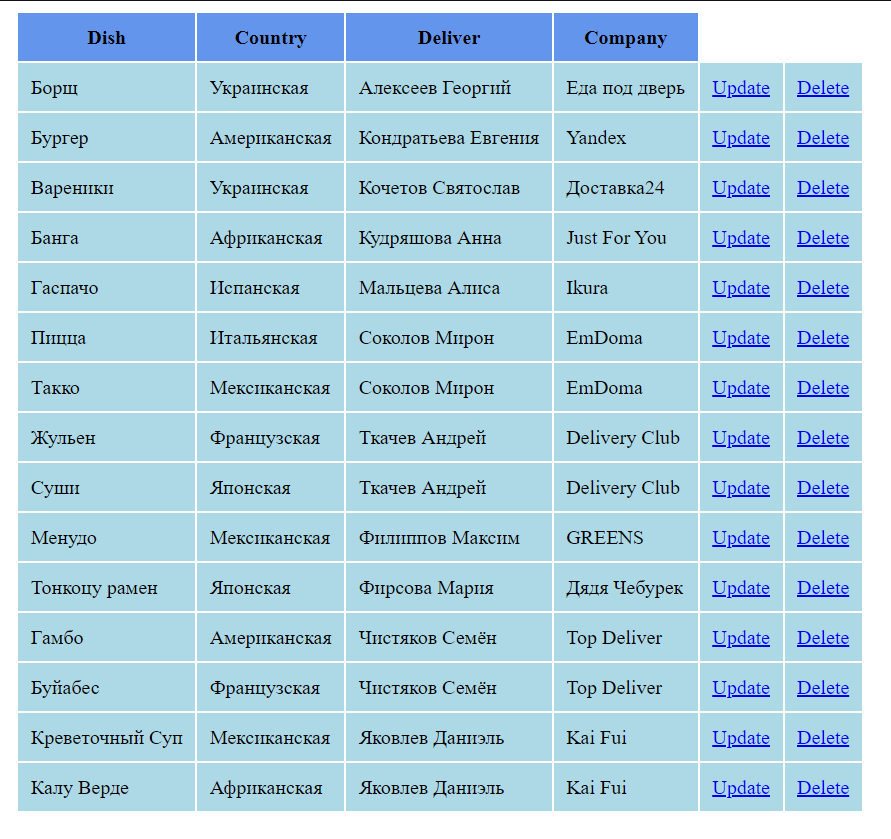 Dish Country Deliver Company
Борщ Украинская Алексеев Георгий Еда под дверь Update Delete
Бургер Американская Кондратьева Евгения Yandex Update Delete
Вареники Украинская Кочетов Святослав Доставка24 Update Delete
Банга Африканская Кудряшова Анна Just For You Update Delete
Гаспачо Испанская Мальцева Алиса Ikura Update Delete
Пицца Итальянская Соколов Мирон EmDoma Update Delete
Такко Мексиканская Соколов Мирон EmDoma Update Delete
Жульен Французская Ткачев Андрей Delivery Club Update Delete
Суши Японская Ткачев Андрей Delivery Club Update Delete
Менудо Мексиканская Филиппов Максим GREENS Update Delete
Тонкоцу рамен Японская Фирсова Мария Дядя Чебурек Update Delete
Гамбо Американская Чистяков Семён Top Deliver Update Delete
Буйабес Французская Чистяков Семён Top Deliver Update Delete
Креветочный Суп Мексиканская Яковлев Даниэль Kai Fui Update Delete
Калу Верде Африканская Яковлев Даниэль Kai Fui Update Delete